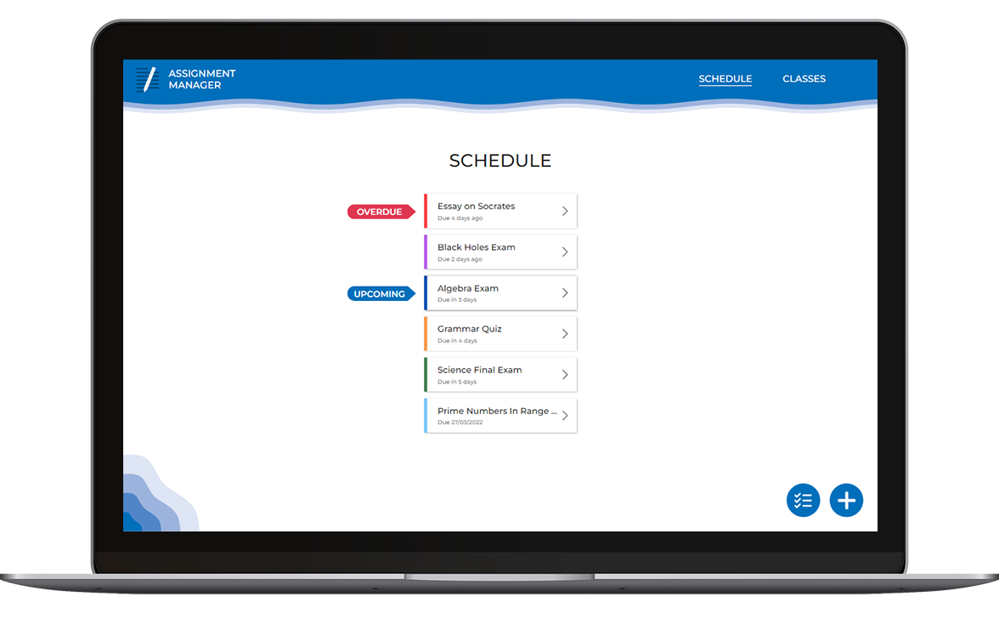 ASSIGNMENT
MANAGER
SCHEDULE
CLASSES
SCHEDULE
OVERDUE
Essay on Socrates
Due 4 days ago
Black Holes Exam
Due 2 days ago
UPCOMING
Algebra Exam
Due in 3 days
Grammar Quiz
Due in 4 days
Science Final Exam
Due in 5 days
Prime Numbers In Range ...
Due 27/03/2022